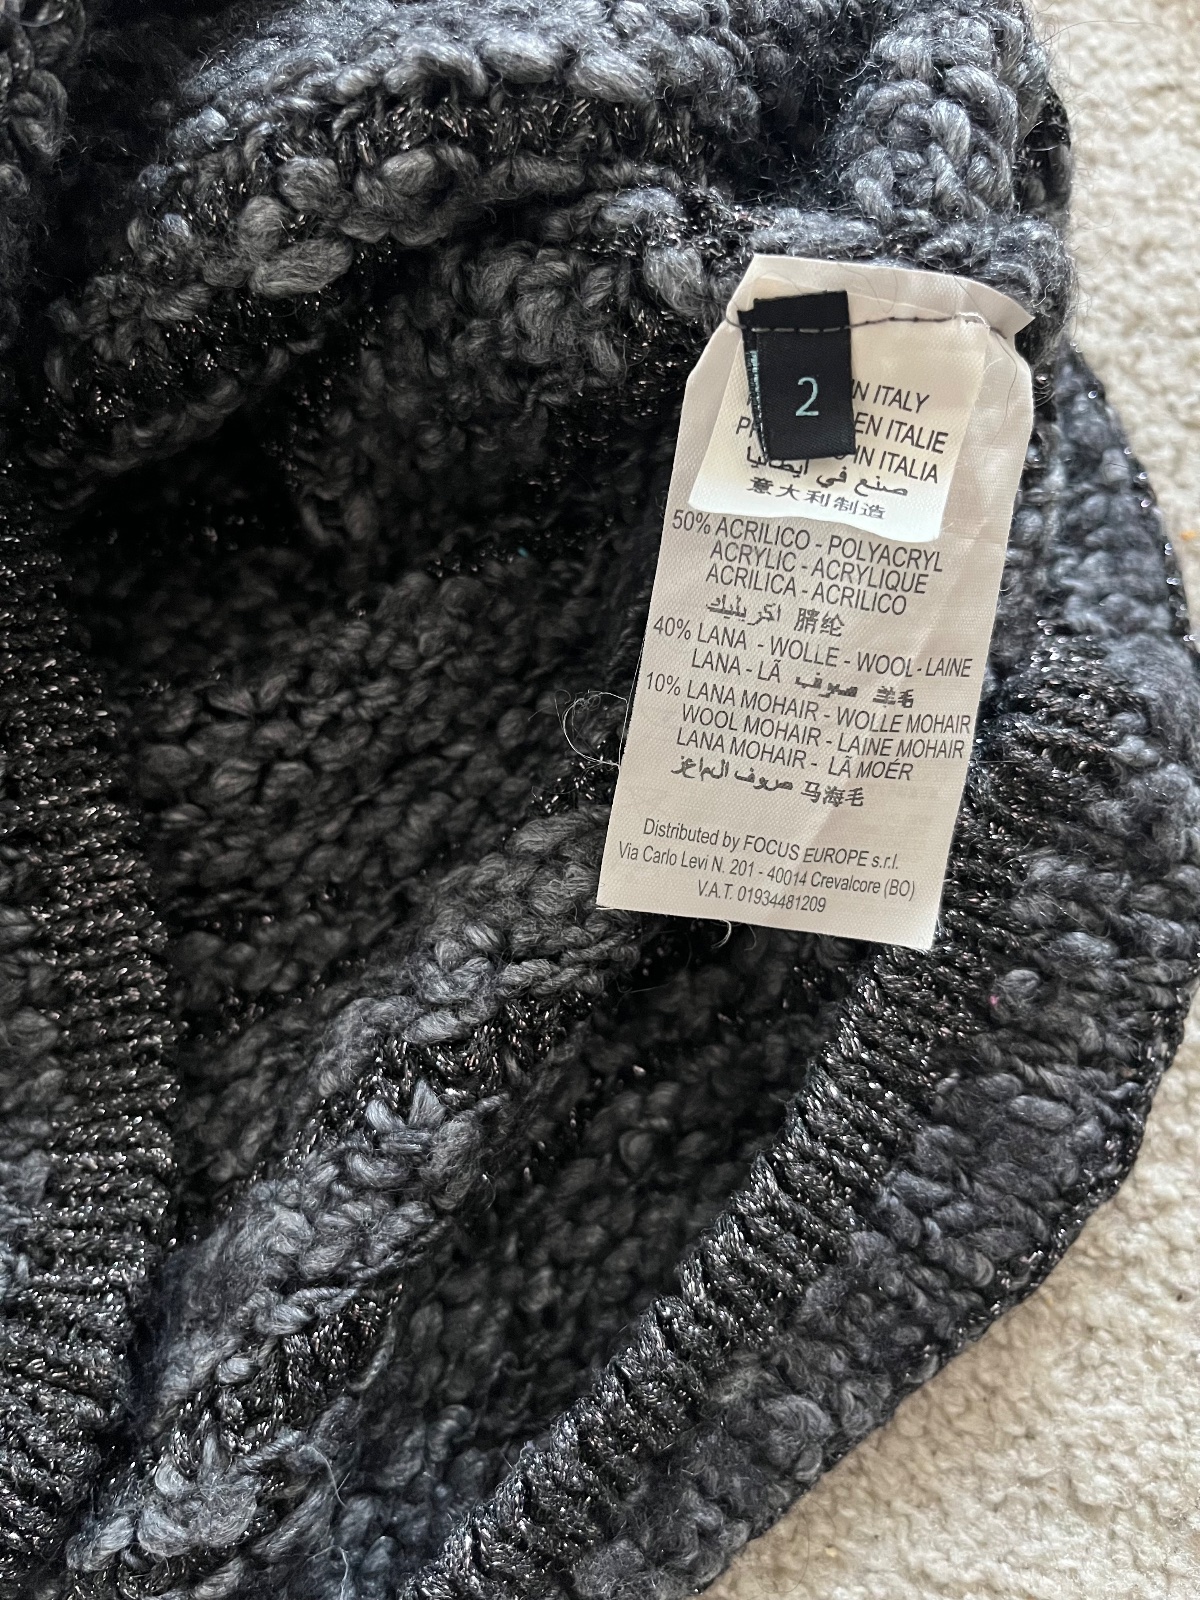 2
IN ITALY
EN ITALIE
IN ITALIA
صنع في إيطاليا
意大利制造
50% ACRILICO - POLYACRYL
ACRYLIC - ACRYLIQUE
ACRILICA - ACRILICO
اكريليك 腈纶
40% LANA - WOLLE - WOOL - LAINE
LANA - LÃ صوف 羊毛
10% LANA MOHAIR - WOLLE MOHAIR
WOOL MOHAIR - LAINE MOHAIR
LANA MOHAIR - LÃ MOÉR
صوف الماعز 马海毛
Distributed by FOCUS EUROPE s.r.l.
Via Carlo Levi N. 201 - 40014 Crevalcore (BO)
V.A.T. 01934481209